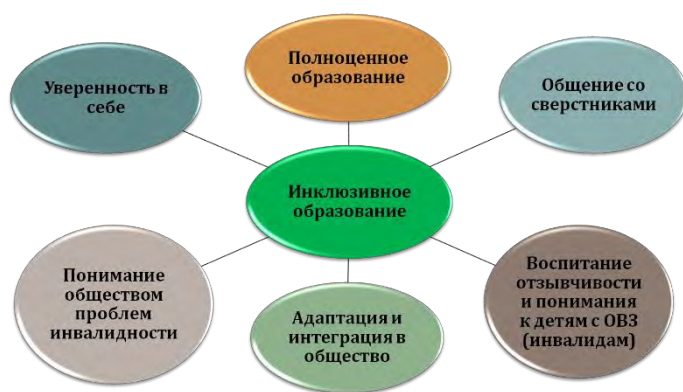 Полноценное
образование
Уверенность в
себе
Общение со
сверстниками
Инклюзивное
образование
Понимание
обществом
проблем
инвалидности
Адаптация и
интеграция в
общество
Воспитание
отзывчивости
и понимания
к детям с ОВЗ
(инвалидам)